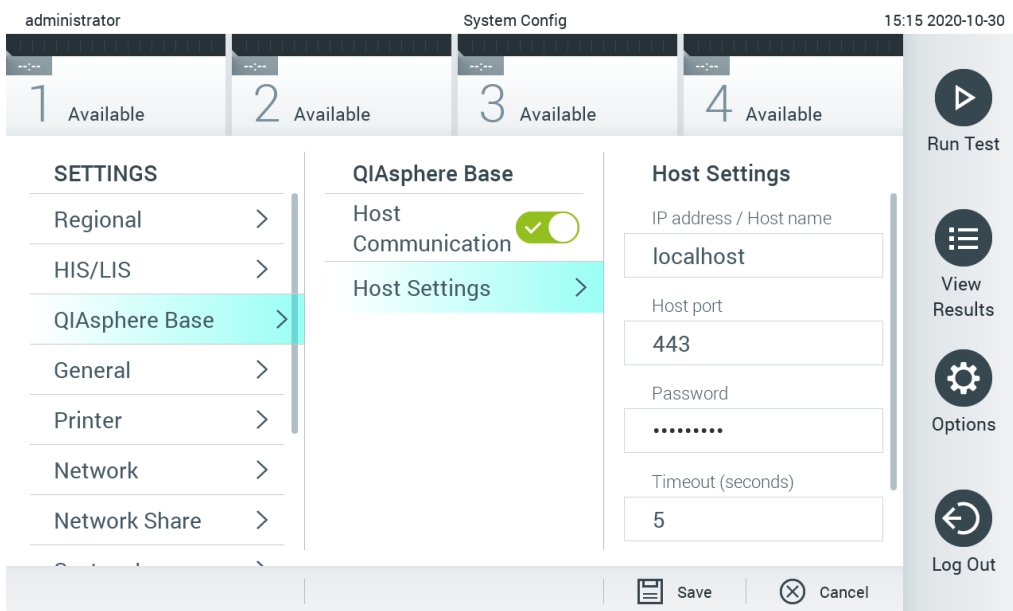 administrator
System Config
15:15 2020-10-30
--:--
1 Available
--:--
2 Available
--:--
3 Available
--:--
4 Available
SETTINGS
Regional
HIS/LIS
QIAsphere Base
General
Printer
Network
Network Share
QIAsphere Base
Host
Communication
Host Settings
Host Settings
IP address / Host name
localhost
Host port
443
Password
•••••••••
Timeout (seconds)
5
Save
Cancel
Run Test
View
Results
Options
Log Out